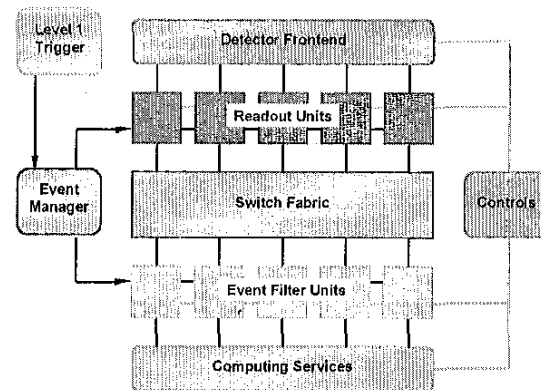 Level 1
Trigger
Detector Frontend
Readout Units
Event
Manager
Switch Fabric
Controls
Event Filter Units
Computing Services